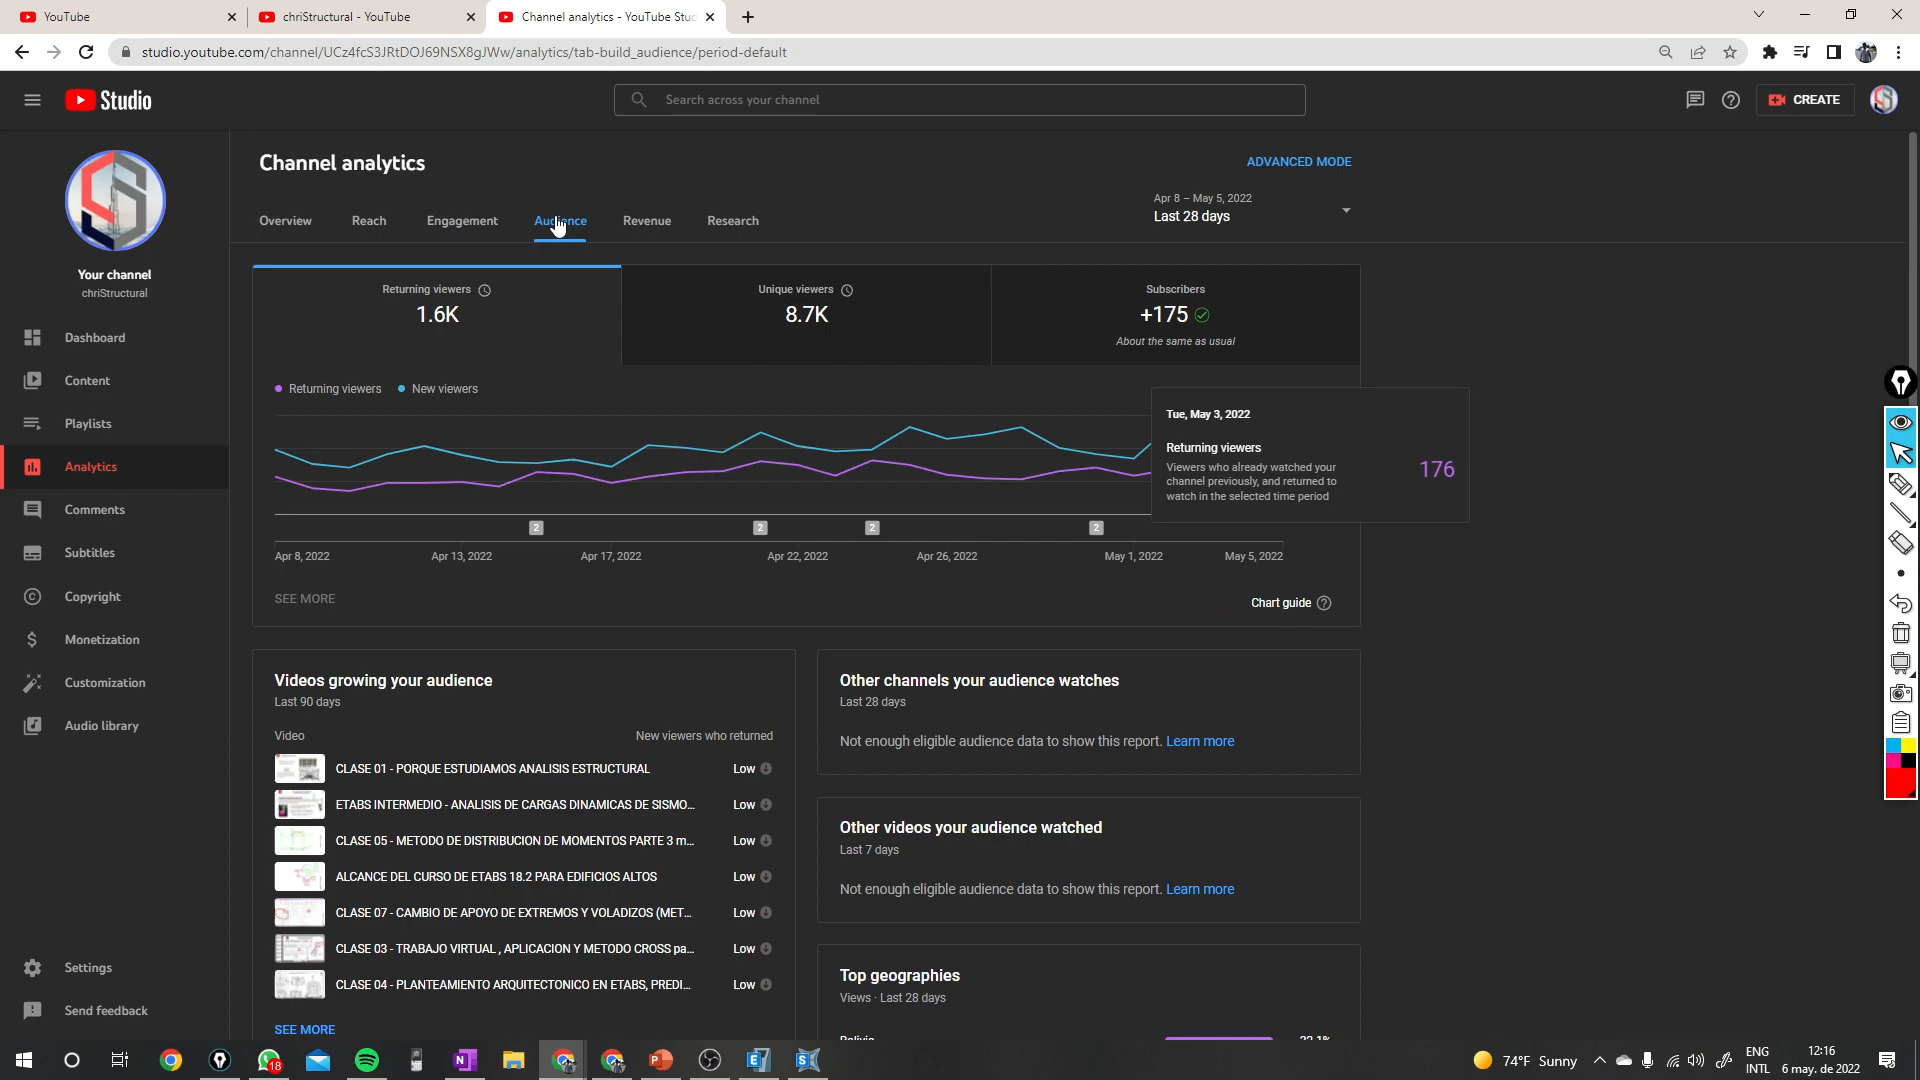 YouTube
chriStructural - YouTube
Channel analytics - YouTube Stu
studio.youtube.com/channel/UCz4fcS3JRtDOJ69NSX8gJWw/analytics/tab-build_audience/period-default
Studio
Search across your channel
CREATE
Channel analytics
ADVANCED MODE
Apr 8 – May 5, 2022
Last 28 days
Overview
Reach
Engagement
Audience
Revenue
Research
Your channel
chriStructural
Dashboard
Content
Playlists
Analytics
Comments
Subtitles
Copyright
Monetization
Customization
Audio library
Settings
Send feedback
Returning viewers
1.6K
Unique viewers
8.7K
Subscribers
+175
About the same as usual
Returning viewers
New viewers
Tue, May 3, 2022
Returning viewers
Viewers who already watched your
channel previously, and returned to
watch in the selected time period
176
2
2
2
2
Apr 8, 2022
Apr 13, 2022
Apr 17, 2022
Apr 22, 2022
Apr 26, 2022
May 1, 2022
May 5, 2022
SEE MORE
Chart guide
Videos growing your audience
Last 90 days
Video
New viewers who returned
CLASE 01 - PORQUE ESTUDIAMOS ANALISIS ESTRUCTURAL
Low
ETABS INTERMEDIO - ANALISIS DE CARGAS DINAMICAS DE SISMO...
Low
CLASE 05 - METODO DE DISTRIBUCION DE MOMENTOS PARTE 3 m...
Low
ALCANCE DEL CURSO DE ETABS 18.2 PARA EDIFICIOS ALTOS
Low
CLASE 07 - CAMBIO DE APOYO DE EXTREMOS Y VOLADIZOS (MET...
Low
CLASE 03 - TRABAJO VIRTUAL , APLICACION Y METODO CROSS pa...
Low
CLASE 04 - PLANTEAMIENTO ARQUITECTONICO EN ETABS, PREDI...
Low
SEE MORE
Other channels your audience watches
Last 28 days
Not enough eligible audience data to show this report. Learn more
Other videos your audience watched
Last 7 days
Not enough eligible audience data to show this report. Learn more
Top geographies
Views · Last 28 days
Bolivia
18
74°F Sunny
ENG
INTL
12:16
6 may. de 2022